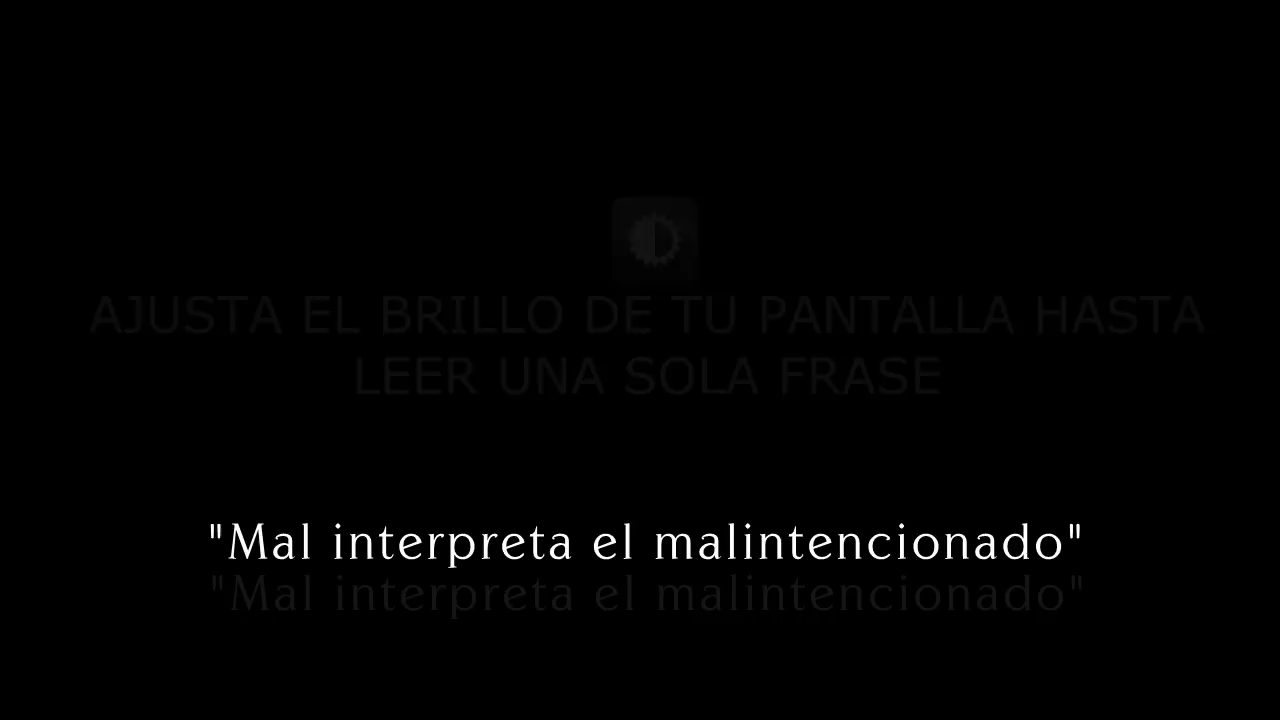 AJUSTA EL BRILLO DE TU PANTALLA HASTA
LEER UNA SOLA FRASE
"Mal interpreta el malintencionado"
"Mal interpreta el malintencionado"